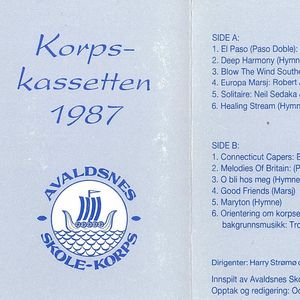 Korps-
kassetten
1987
AVALDSNES
SKOLE-KORPS
SIDE A:
1. El Paso (Paso Doble):
2. Deep Harmony (Hymne
3. Blow The Wind Southe
4. Europa Marsj: Robert
5. Solitaire: Neil Sedaka
6. Healing Stream (Hymn
SIDE B:
1. Connecticut Capers: E
2. Melodies Of Britain: (P
3. O bli hos meg (Hymne
4. Good Friends (Marsj)
5. Maryton (Hymne)
6. Orientering om korpse
bakgrunnsmusikk: Tro
Dirigenter: Harry Strømø
Innspilt av Avaldsnes Sk
Opptak og redigering: Od